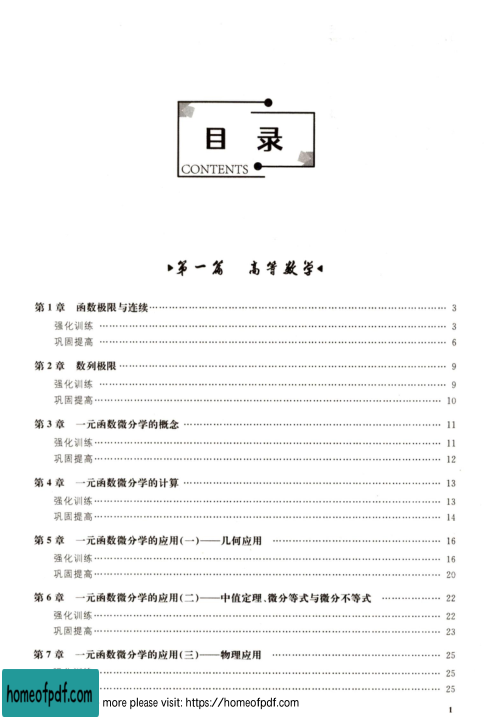 目 录
CONTENTS
第一篇 高等数学
第1章 函数极限与连续 3
强化训练 3
巩固提高 6
第2章 数列极限 9
强化训练 9
巩固提高 10
第3章 一元函数微分学的概念 11
强化训练 11
巩固提高 12
第4章 一元函数微分学的计算 13
强化训练 13
巩固提高 14
第5章 一元函数微分学的应用(一)——几何应用 16
强化训练 16
巩固提高 20
第6章 一元函数微分学的应用(二)——中值定理、微分等式与微分不等式 22
强化训练 22
巩固提高 23
第7章 一元函数微分学的应用(三)——物理应用 25
25
25
homeofpdf.com
more please visit: https://homeofpdf.com
1